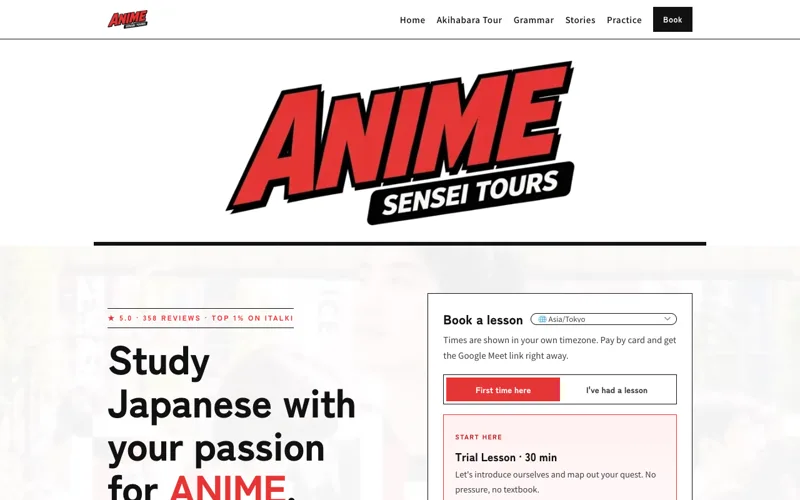 ANIME
SENSEI TOURS
Home
Akihabara Tour
Grammar
Stories
Practice
Book
ANIME
SENSEI TOURS
★ 5.0 · 358 REVIEWS · TOP 1% ON ITALKI
Study
Japanese with
your passion
for ANIME.
Book a lesson
Asia/Tokyo
Times are shown in your own timezone. Pay by card and get
the Google Meet link right away.
First time here
I've had a lesson
START HERE
Trial Lesson · 30 min
Let's introduce ourselves and map out your quest. No
pressure, no textbook.